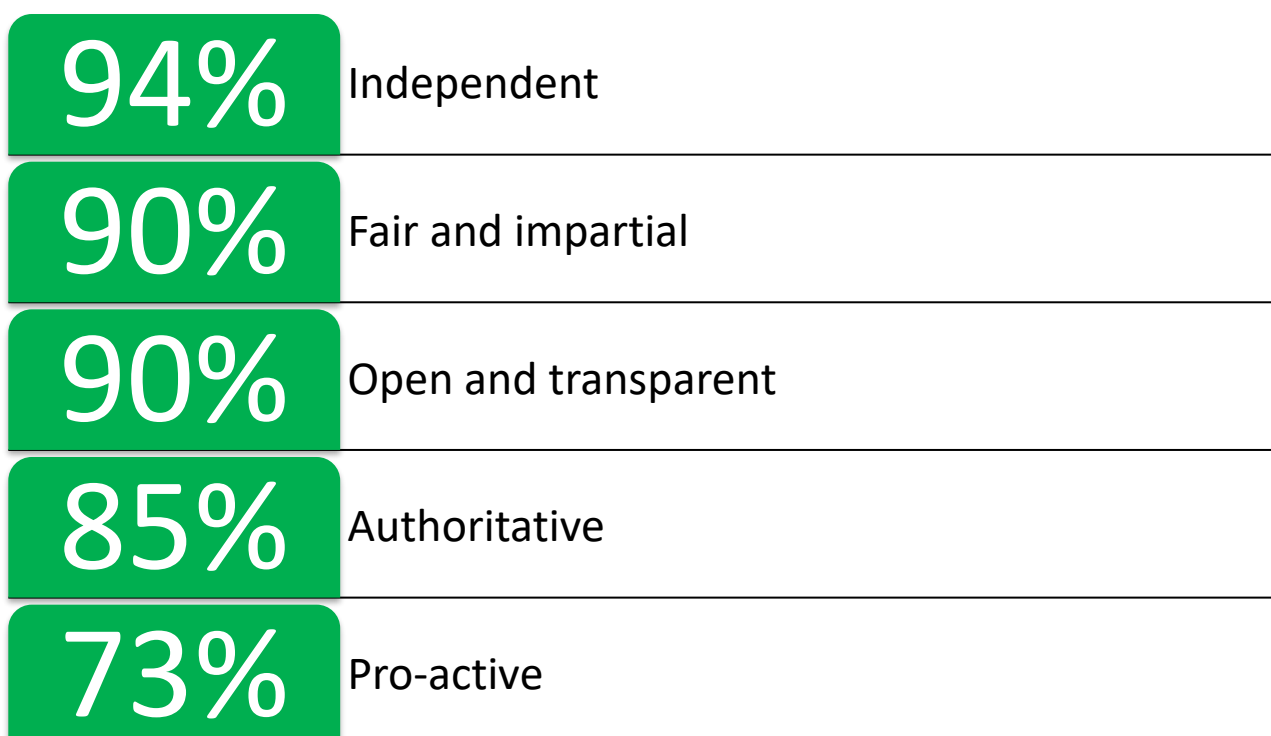 94% Independent
90% Fair and impartial
90% Open and transparent
85% Authoritative
73% Pro-active